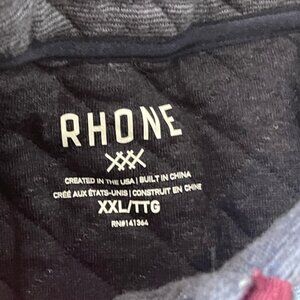 RHONE
CREATED IN THE USA | BUILT IN CHINA
CRÉÉ AUX ÉTATS-UNIS | CONSTRUIT EN CHINE
XXL/TTG
RN#141364